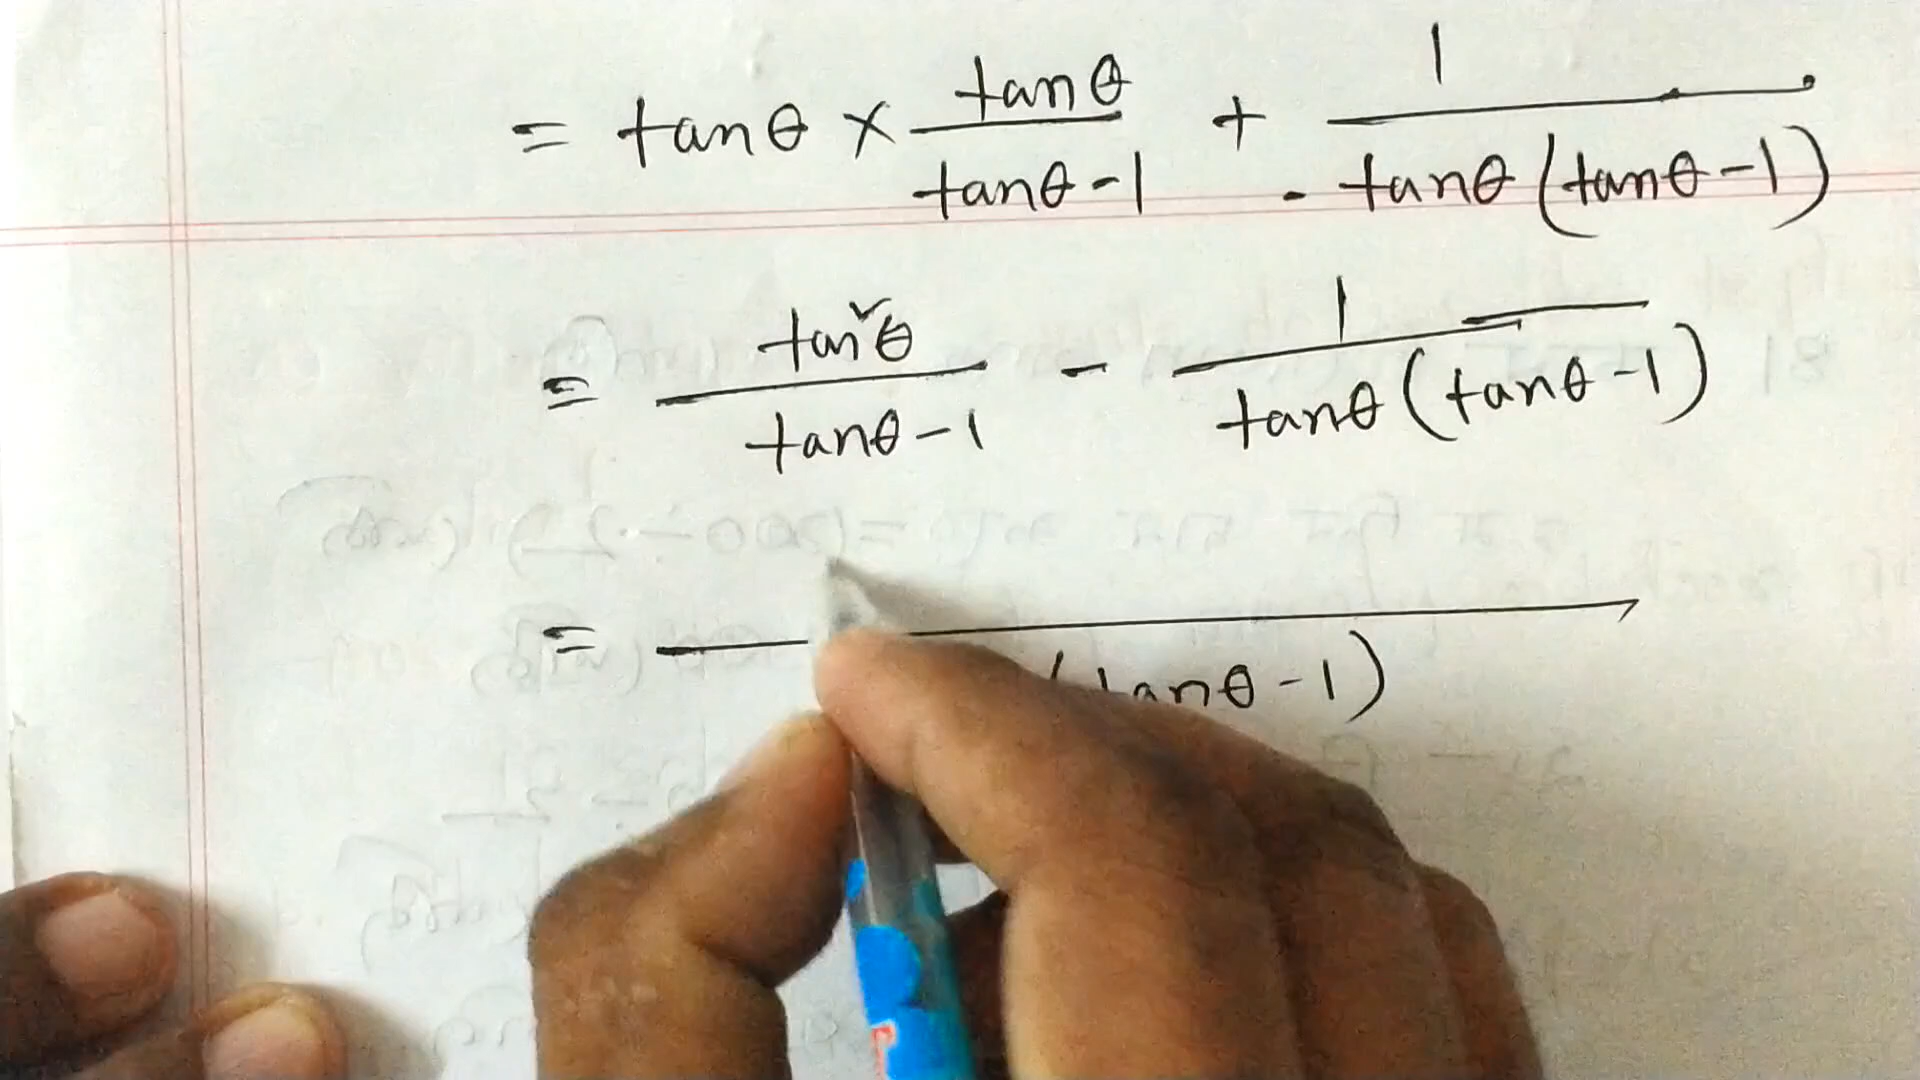 = tanθ × tanθ / tanθ - 1 + 1 / - tanθ (tanθ - 1)
= tan²θ / tanθ - 1 - 1 / tanθ (tanθ - 1)
= (tanθ - 1)